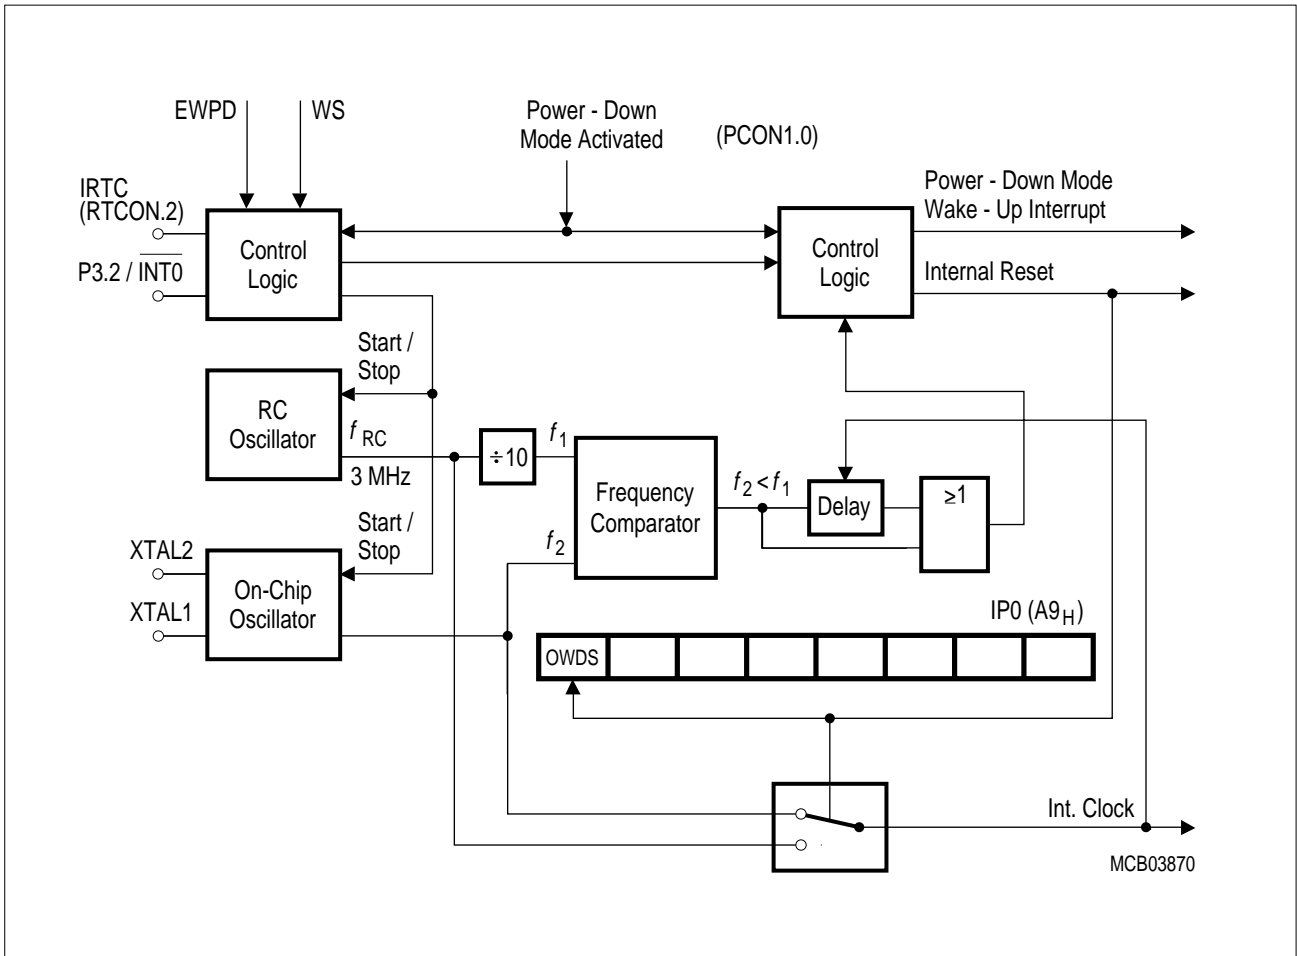 EWPD
WS
Power - Down
Mode Activated
(PCON1.0)
IRTC
(RTCON.2)
P3.2 / INT0
Control
Logic
Control
Logic
Power - Down Mode
Wake - Up Interrupt
Internal Reset
Start /
Stop
RC
Oscillator
f RC
3 MHz
÷10
f1
Frequency
Comparator
f2 < f1
Delay
≥1
Start /
Stop
f2
XTAL2
XTAL1
On-Chip
Oscillator
IP0 (A9H)
OWDS
Int. Clock
MCB03870